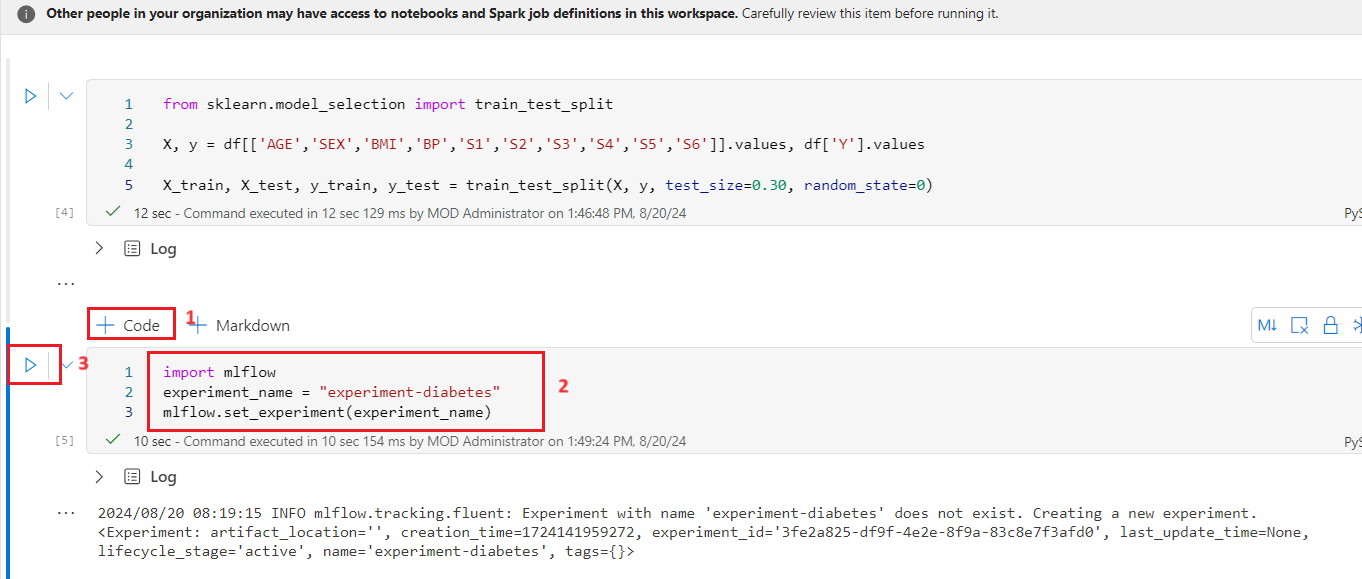 Other people in your organization may have access to notebooks and Spark job definitions in this workspace. Carefully review this item before running it.
1 from sklearn.model_selection import train_test_split
2
3 X, y = df[['AGE','SEX','BMI','BP','S1','S2','S3','S4','S5','S6']].values, df['Y'].values
4
5 X_train, X_test, y_train, y_test = train_test_split(X, y, test_size=0.30, random_state=0)
[4] 12 sec - Command executed in 12 sec 129 ms by MOD Administrator on 1:46:48 PM, 8/20/24 PyS
Log
...
+ Code 1 + Markdown M↓
3
1 import mlflow
2 experiment_name = "experiment-diabetes" 2
3 mlflow.set_experiment(experiment_name)
[5] 10 sec - Command executed in 10 sec 154 ms by MOD Administrator on 1:49:24 PM, 8/20/24 PyS
Log
... 2024/08/20 08:19:15 INFO mlflow.tracking.fluent: Experiment with name 'experiment-diabetes' does not exist. Creating a new experiment.
<Experiment: artifact_location='', creation_time=1724141959272, experiment_id='3fe2a825-df9f-4e2e-8f9a-83c8e7f3afd0', last_update_time=None,
lifecycle_stage='active', name='experiment-diabetes', tags={}>